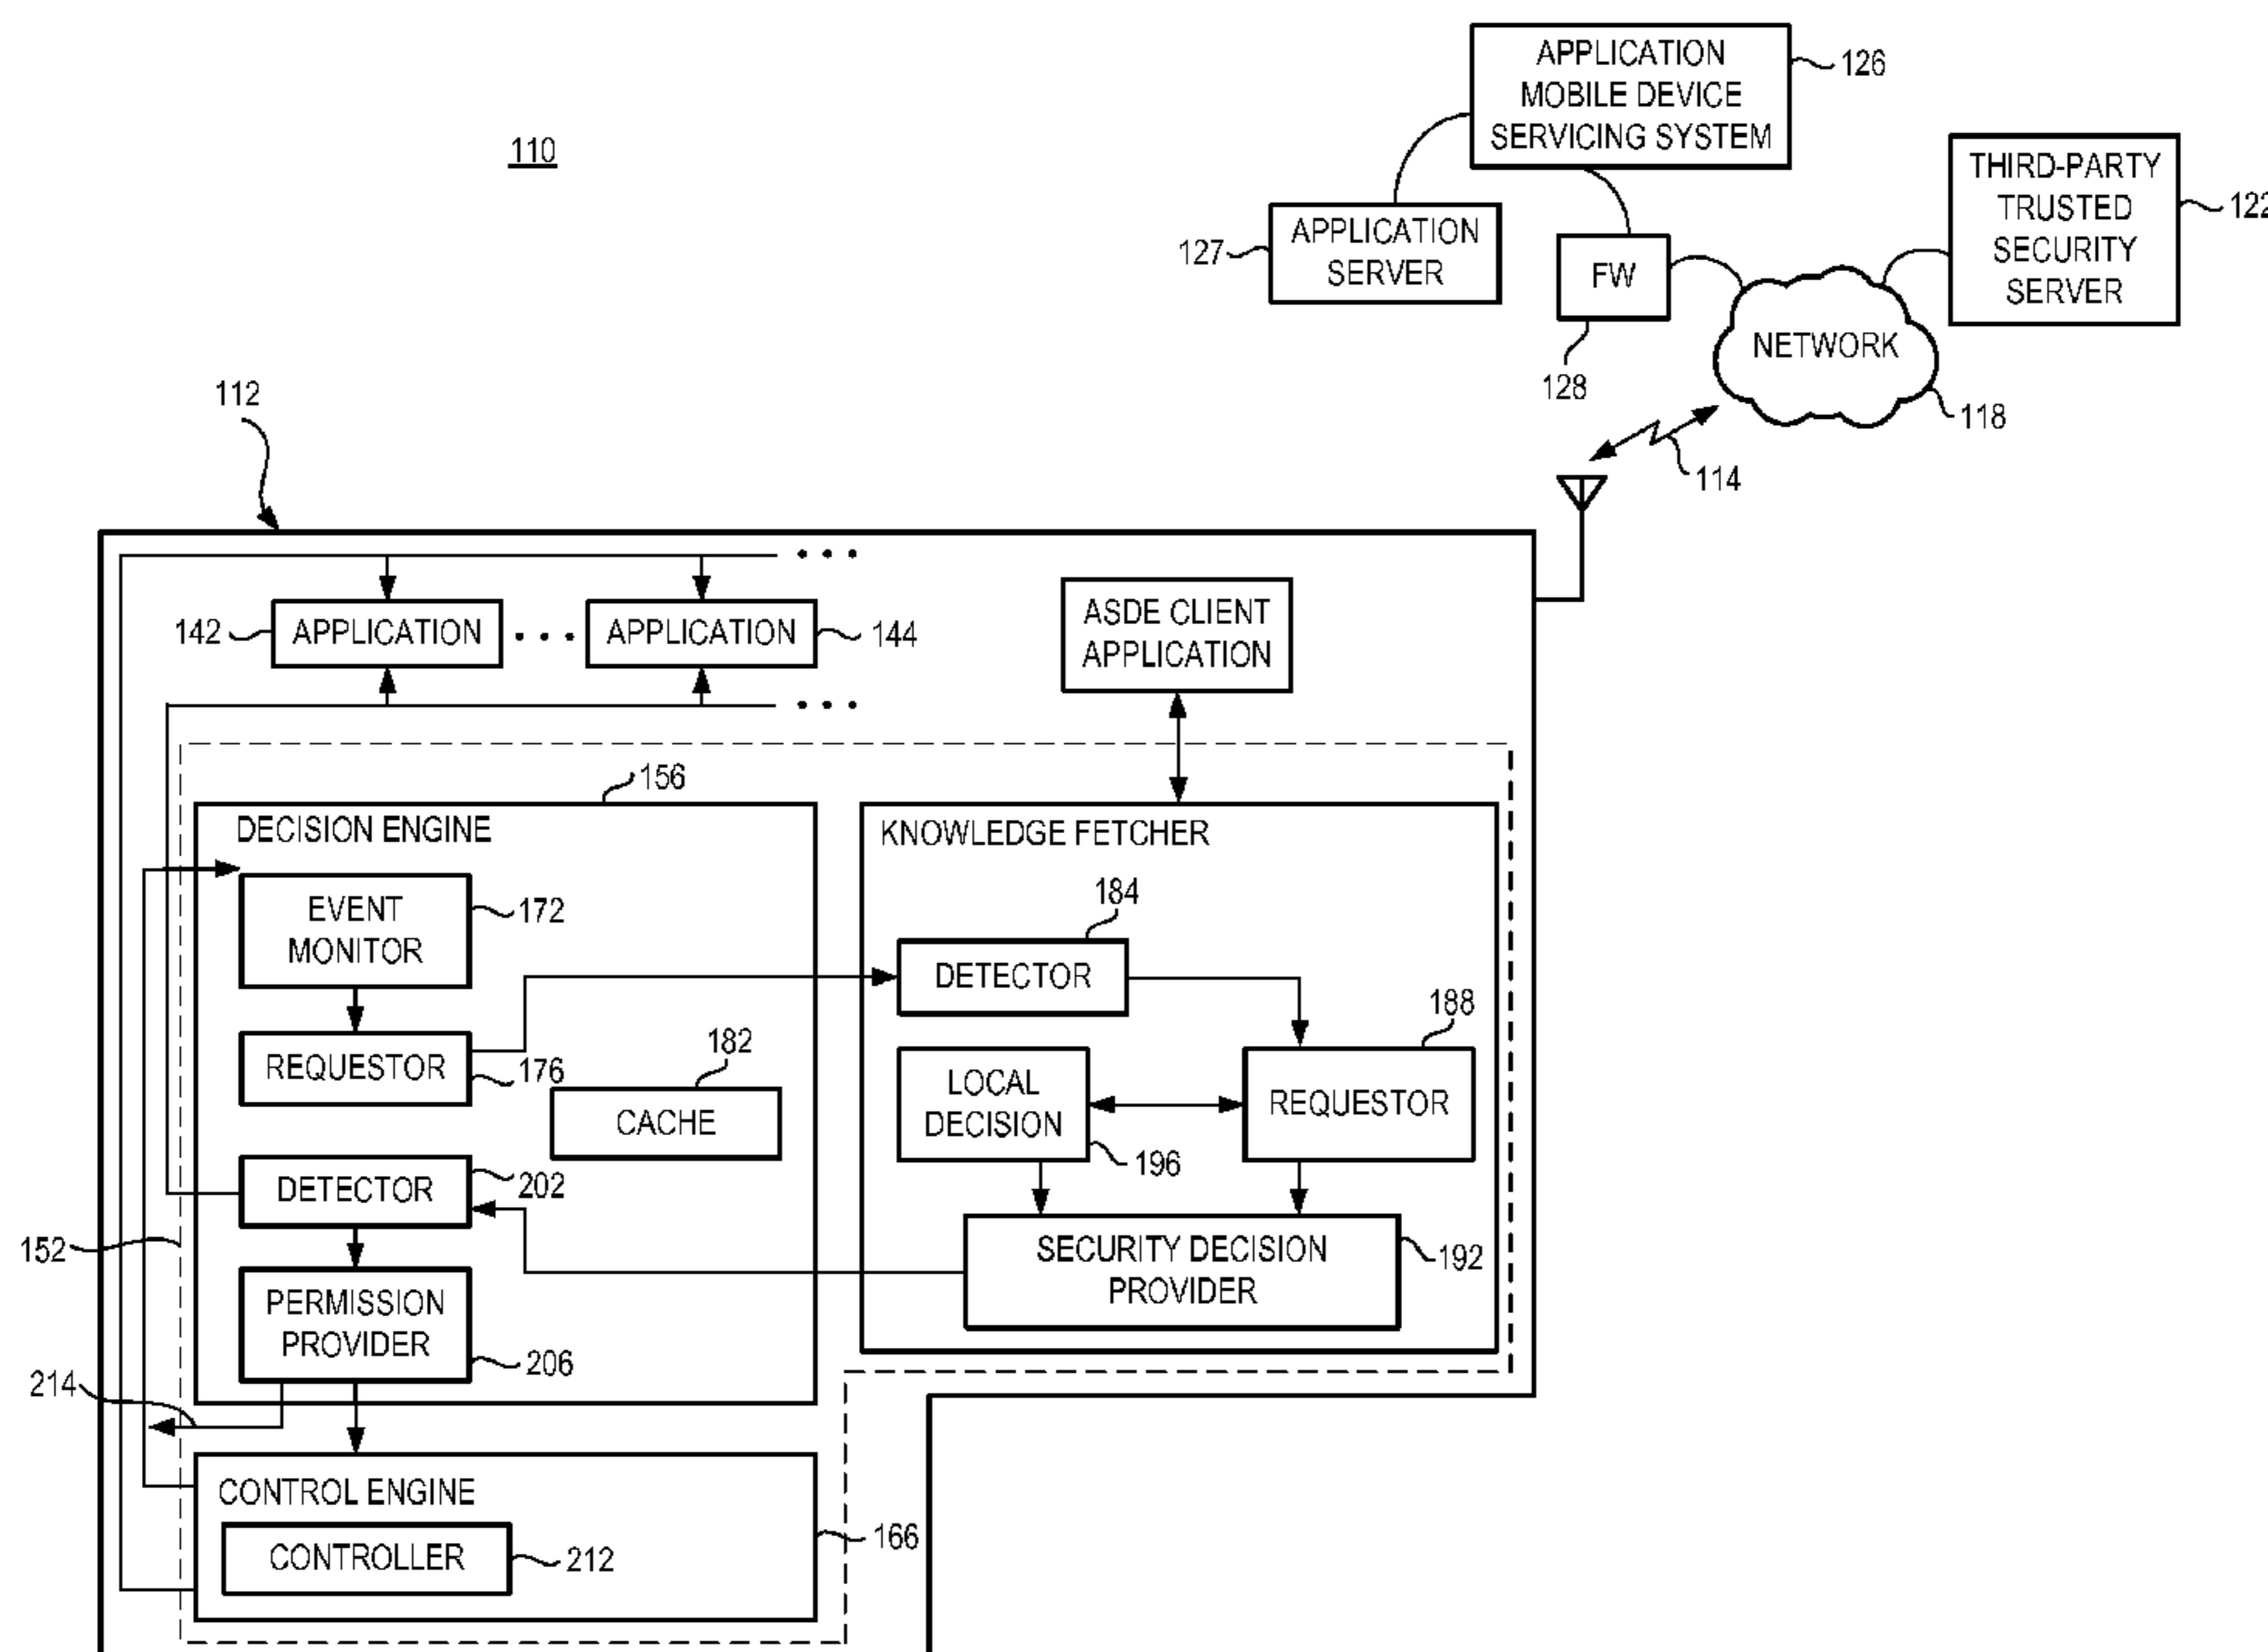 110
APPLICATION
MOBILE DEVICE
SERVICING SYSTEM
126
THIRD-PARTY
TRUSTED
SECURITY
SERVER
122
127
APPLICATION
SERVER
FW
128
NETWORK
118
114
112
142
APPLICATION
APPLICATION
144
ASDE CLIENT
APPLICATION
156
DECISION ENGINE
EVENT
MONITOR
172
REQUESTOR
176
182
CACHE
DETECTOR
202
152
PERMISSION
PROVIDER
206
214
KNOWLEDGE FETCHER
184
DETECTOR
188
LOCAL
DECISION
196
REQUESTOR
SECURITY DECISION
PROVIDER
192
CONTROL ENGINE
166
CONTROLLER
212